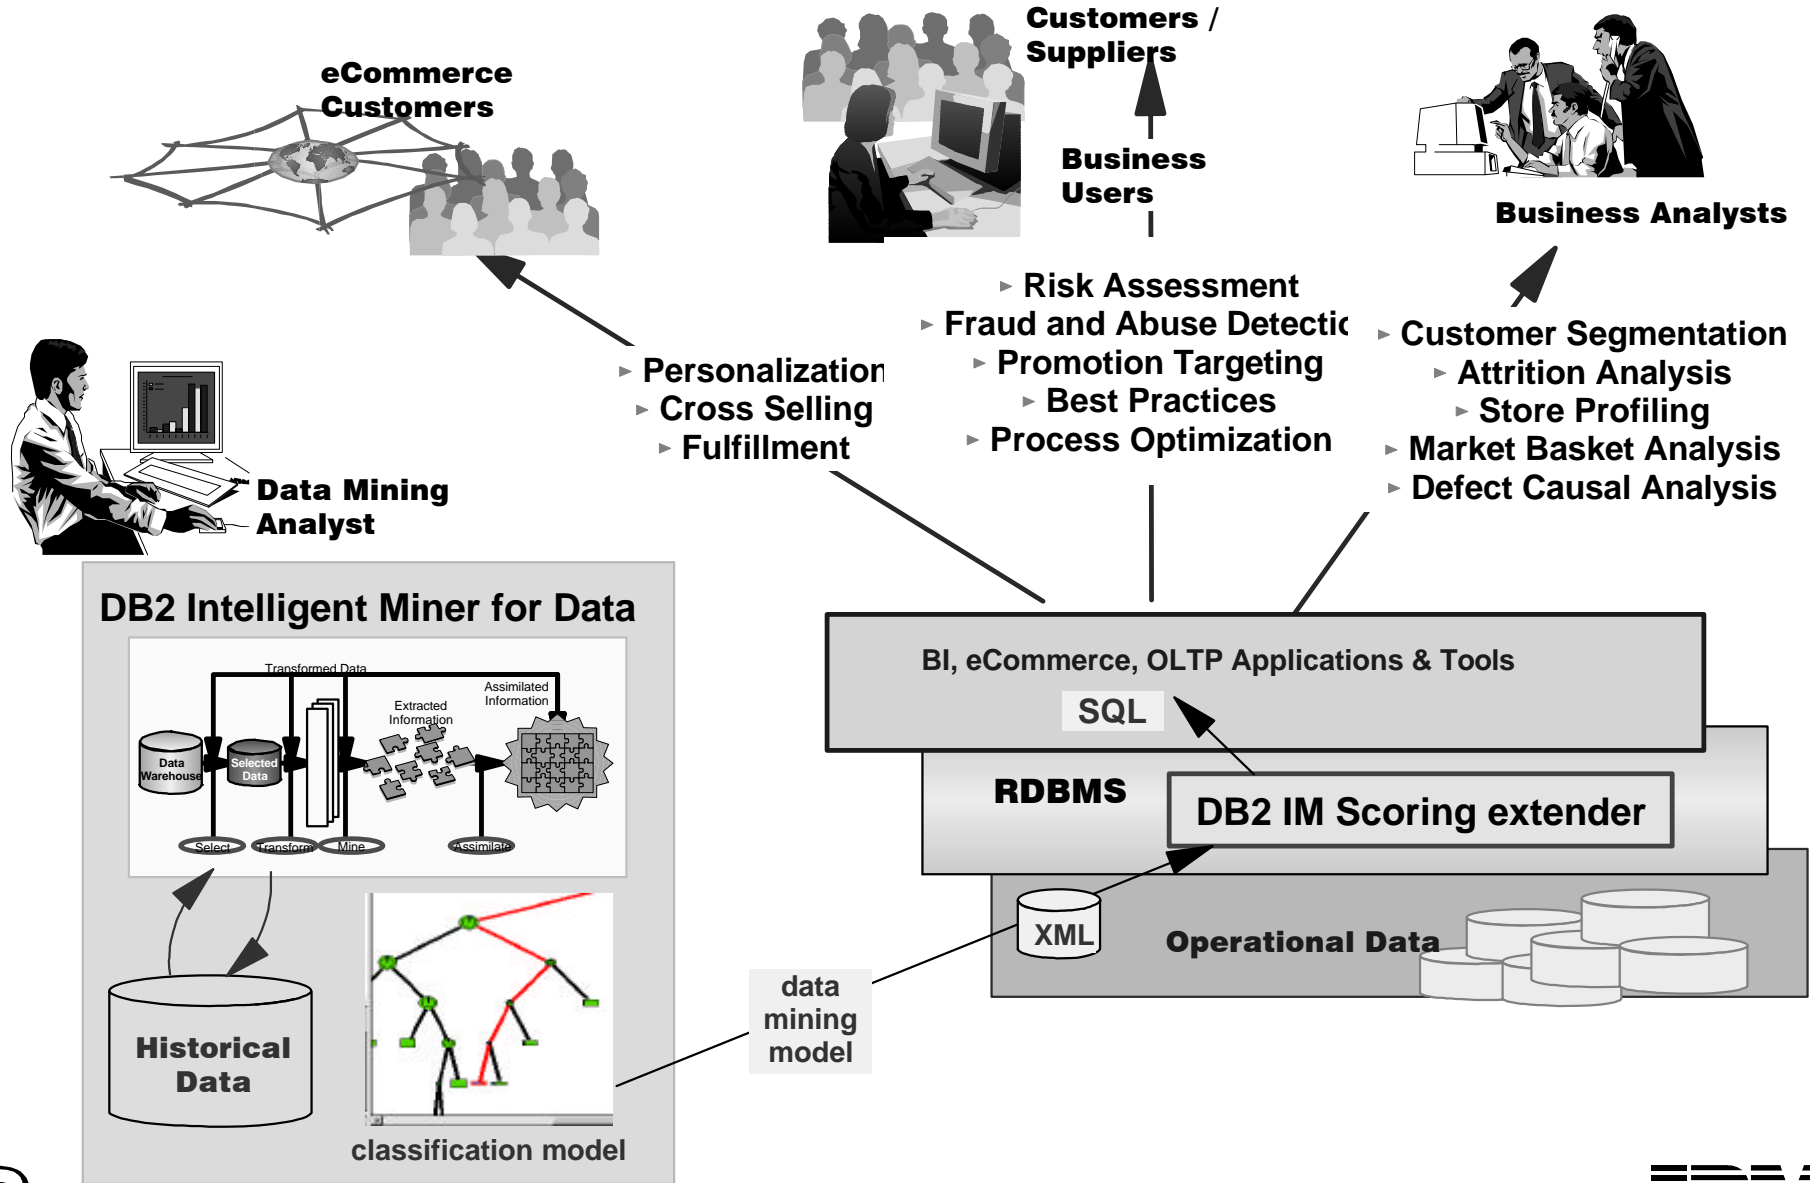 eCommerce
Customers
Customers /
Suppliers
Business
Users
Business Analysts
Risk Assessment
Fraud and Abuse Detectic
Promotion Targeting
Best Practices
Process Optimization
Personalization
Cross Selling
Fulfillment
Customer Segmentation
Attrition Analysis
Store Profiling
Market Basket Analysis
Defect Causal Analysis
Data Mining
Analyst
DB2 Intelligent Miner for Data
Transformed Data
Assimilated
Information
Extracted
Information
Data
Warehouse
Selected
Data
Select
Transform
Mine
Assimilate
Historical
Data
classification model
data
mining
model
BI, eCommerce, OLTP Applications & Tools
SQL
RDBMS
DB2 IM Scoring extender
XML
Operational Data